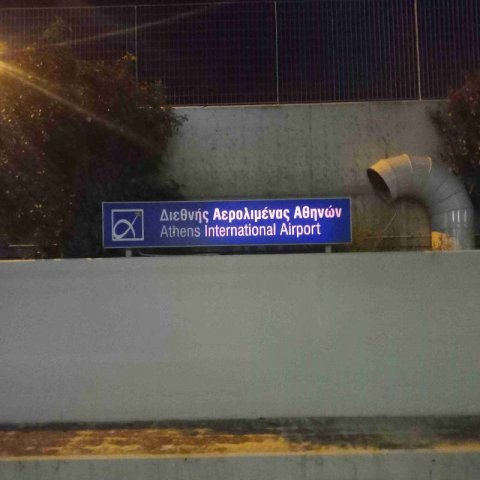 Διεθνής Αερολιμένας Αθηνών
Athens International Airport